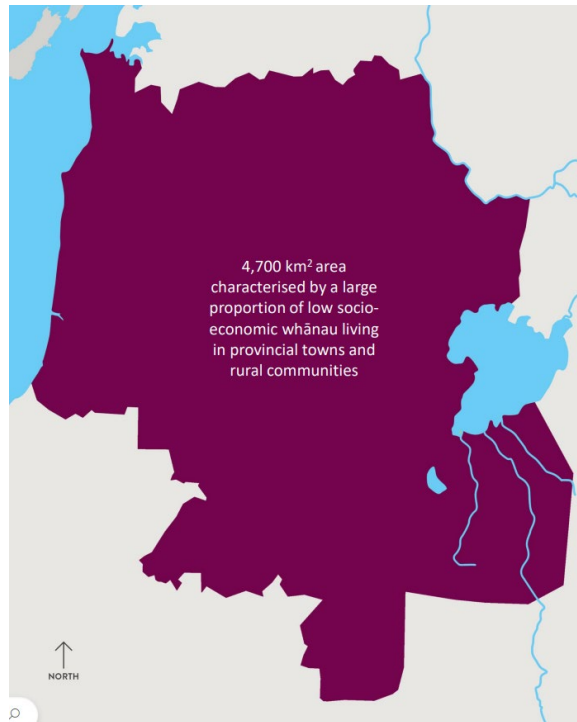 4,700 km² area
characterised by a large
proportion of low socio-
economic whānau living
in provincial towns and
rural communities
NORTH